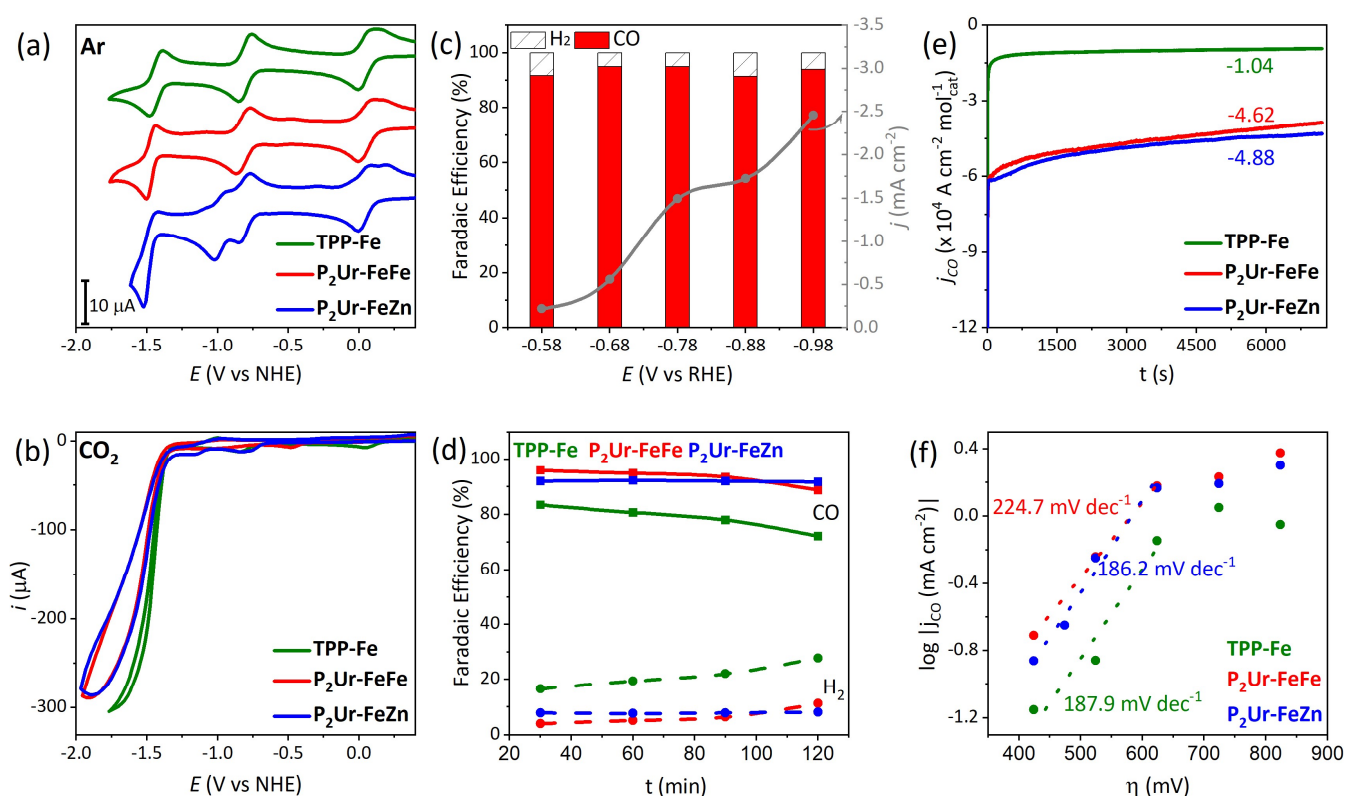 (a)
Ar
TPP-Fe
P₂Ur-FeFe
P₂Ur-FeZn
10 µA
-2.0 -1.5 -1.0 -0.5 0.0
E (V vs NHE)
(b)
CO₂
0
-100
-200
-300
i (µA)
TPP-Fe
P₂Ur-FeFe
P₂Ur-FeZn
-2.0 -1.5 -1.0 -0.5 0.0
E (V vs NHE)
(c)
H₂ CO
100
80
60
40
20
0
Faradaic Efficiency (%)
-3.5
-3.0
-2.5
-2.0
-1.5
-1.0
-0.5
0.0
j (mA cm⁻²)
-0.58 -0.68 -0.78 -0.88 -0.98
E (V vs RHE)
(d)
TPP-Fe P₂Ur-FeFe P₂Ur-FeZn
100
80
60
40
20
0
Faradaic Efficiency (%)
CO
H₂
20 40 60 80 100 120
t (min)
(e)
0
-3
-6
-9
-12
j_CO (x 10⁴ A cm⁻² mol⁻¹_cat)
-1.04
-4.62
-4.88
TPP-Fe
P₂Ur-FeFe
P₂Ur-FeZn
0 1500 3000 4500 6000
t (s)
(f)
0.4
0.0
-0.4
-0.8
-1.2
log |j_CO (mA cm⁻²)|
224.7 mV dec⁻¹
186.2 mV dec⁻¹
187.9 mV dec⁻¹
TPP-Fe
P₂Ur-FeFe
P₂Ur-FeZn
400 500 600 700 800 900
η (mV)